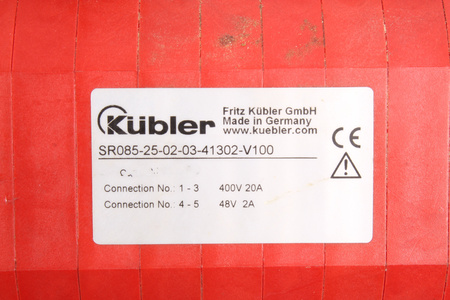 Kübler
Fritz Kübler GmbH
Made in Germany
www.kuebler.com
SR085-25-02-03-41302-V100
Connection No.: 1 - 3 400V 20A
Connection No.: 4 - 5 48V 2A
CE